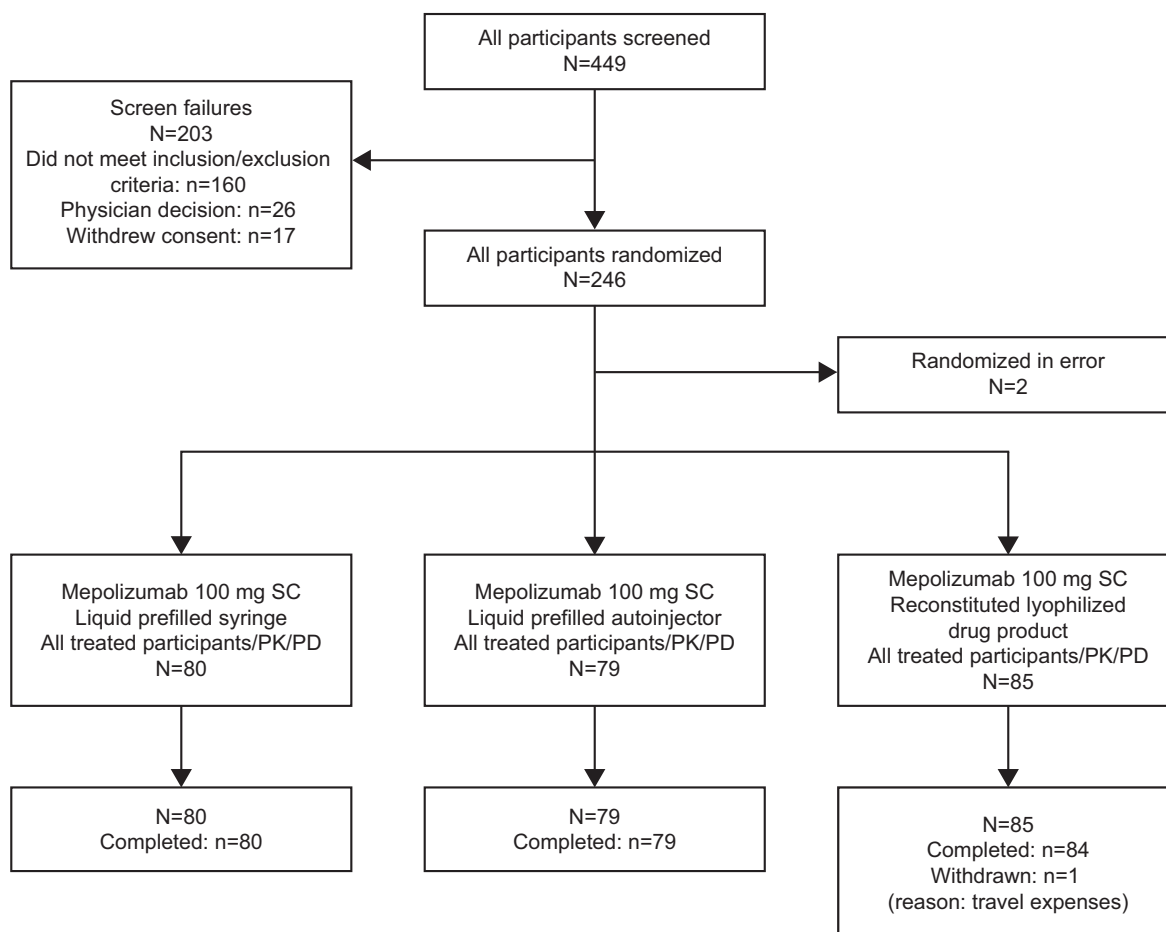 All participants screened
N=449
Screen failures
N=203
Did not meet inclusion/exclusion
criteria: n=160
Physician decision: n=26
Withdrew consent: n=17
All participants randomized
N=246
Randomized in error
N=2
Mepolizumab 100 mg SC
Liquid prefilled syringe
All treated participants/PK/PD
N=80
Mepolizumab 100 mg SC
Liquid prefilled autoinjector
All treated participants/PK/PD
N=79
Mepolizumab 100 mg SC
Reconstituted lyophilized
drug product
All treated participants/PK/PD
N=85
N=80
Completed: n=80
N=79
Completed: n=79
N=85
Completed: n=84
Withdrawn: n=1
(reason: travel expenses)